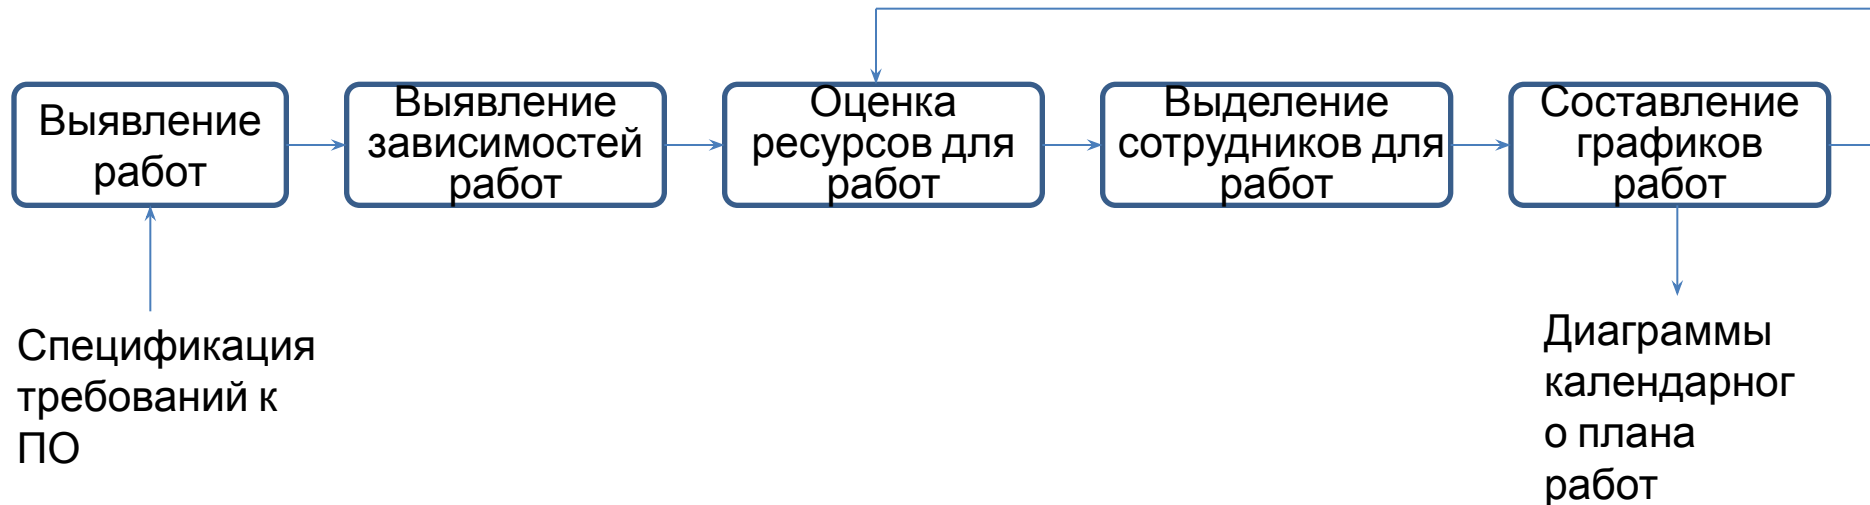 Выявление
работ
Выявление
зависимостей
работ
Оценка
ресурсов для
работ
Выделение
сотрудников для
работ
Составление
графиков
работ
Спецификация
требований к
ПО
Диаграммы
календарног
о плана
работ